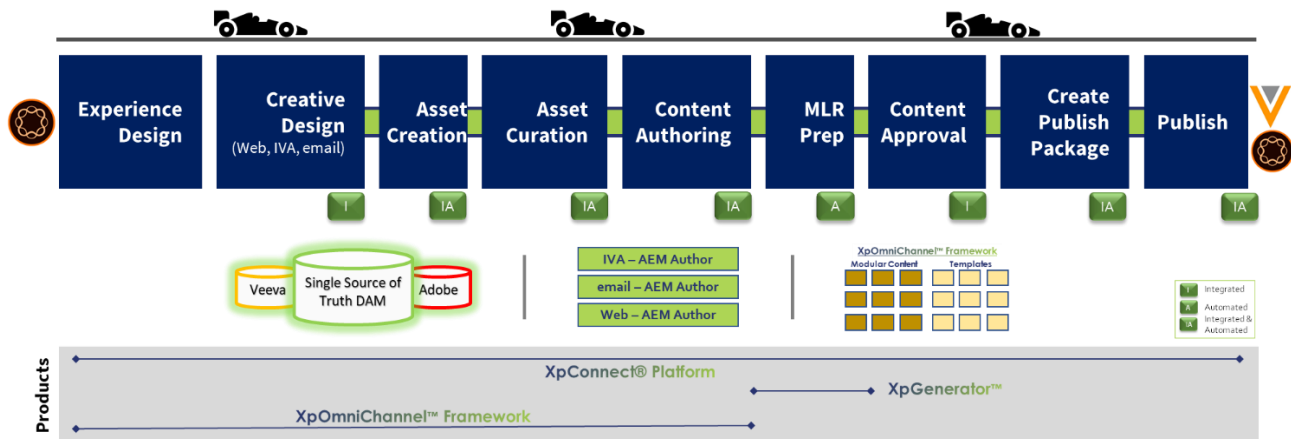 Experience
Design
Creative
Design
(Web, IVA, email)
Asset
Creation
Asset
Curation
Content
Authoring
MLR
Prep
Content
Approval
Create
Publish
Package
Publish
I
IA
IA
IA
A
I
IA
IA
Veeva
Single Source of
Truth DAM
Adobe
IVA – AEM Author
email – AEM Author
Web – AEM Author
XpOmniChannel™ Framework
Modular Content
Templates
I Integrated
A Automated
IA Integrated &
Automated
Products
XpConnect® Platform
XpGenerator™
XpOmniChannel™ Framework